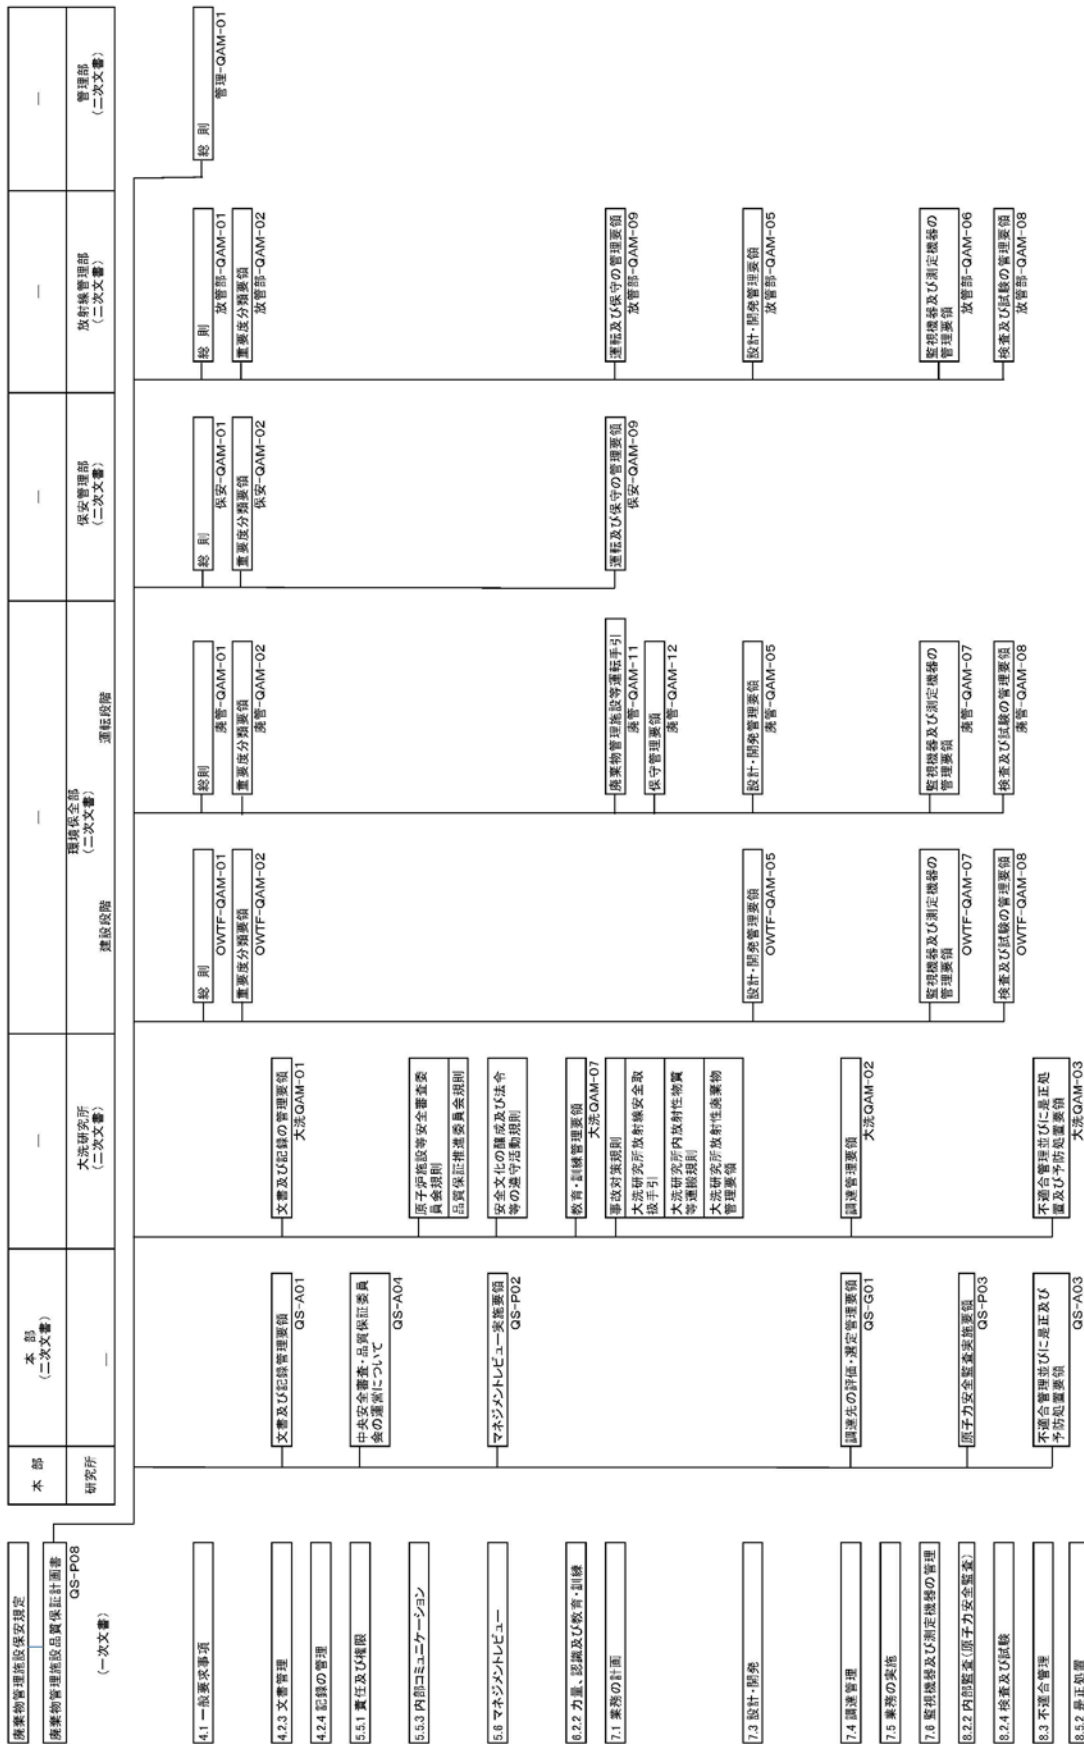 廃棄物管理施設保安規定
廃棄物管理施設品質保証計画書
QS-P08
(一次文書)
本 部
研究所
本 部
(二次文書)
―
―
大洗研究所
(二次文書)
―
環境保全部
(二次文書)
建設段階
運転段階
―
保安管理部
(二次文書)
―
放射線管理部
(二次文書)
―
管理部
(二次文書)
4.1 一般要求事項
総 則
OWTF-QAM-01
重要度分類要領
OWTF-QAM-02
総則
廃管-QAM-01
重要度分類要領
廃管-QAM-02
総 則
保安-QAM-01
重要度分類要領
保安-QAM-02
総 則
放管部-QAM-01
重要度分類要領
放管部-QAM-02
総 則
管理-QAM-01
4.2.3 文書管理
文書及び記録管理要領
QS-A01
文書及び記録の管理要領
大洗QAM-01
4.2.4 記録の管理
5.5.1 責任及び権限
中央安全審査・品質保証委員
会の運営について
QS-A04
5.5.3 内部コミュニケーション
原子炉施設等安全審査委
員会規則
品質保証推進委員会規則
5.6 マネジメントレビュー
マネジメントレビュー実施要領
QS-P02
安全文化の醸成及び法令
等の遵守活動規則
6.2.2 力量、認識及び教育・訓練
教育・訓練管理要領
大洗QAM-07
7.1 業務の計画
事故対策規則
大洗研究所放射線安全取
扱手引
大洗研究所内放射性物質
等運搬規則
大洗研究所放射性廃棄物
管理要領
廃棄物管理施設等運転手引
廃管-QAM-11
保守管理要領
廃管-QAM-12
運転及び保守の管理要領
保安-QAM-09
運転及び保守の管理要領
放管部-QAM-09
7.3 設計・開発
設計・開発管理要領
OWTF-QAM-05
設計・開発管理要領
廃管-QAM-05
設計・開発管理要領
放管部-QAM-05
7.4 調達管理
調達先の評価・選定管理要領
QS-G01
調達管理要領
大洗QAM-02
7.5 業務の実施
7.6 監視機器及び測定機器の管理
監視機器及び測定機器の
管理要領
OWTF-QAM-07
監視機器及び測定機器の
管理要領
廃管-QAM-07
監視機器及び測定機器の
管理要領
放管部-QAM-06
8.2.2 内部監査(原子力安全監査)
原子力安全監査実施要領
QS-P03
8.2.4 検査及び試験
検査及び試験の管理要領
OWTF-QAM-08
検査及び試験の管理要領
廃管-QAM-08
検査及び試験の管理要領
放管部-QAM-08
8.3 不適合管理
不適合管理並びに是正及び
予防処置要領
QS-A03
不適合管理並びに是正処
置及び予防処置要領
大洗QAM-03
8.5.2 是正処置